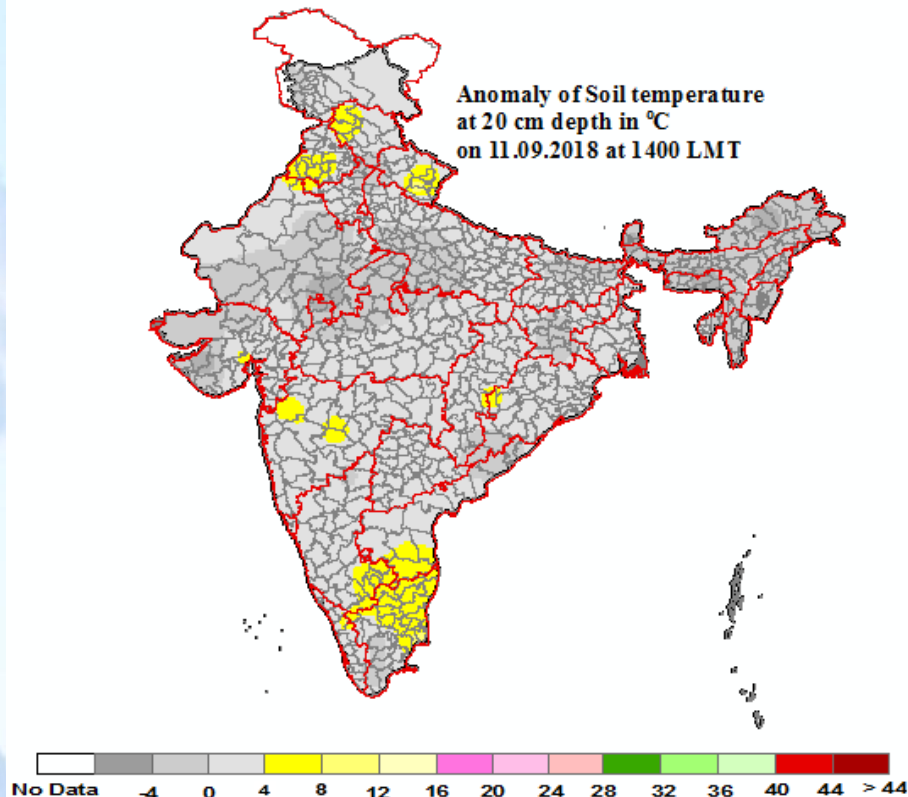 Anomaly of Soil temperature
at 20 cm depth in °C
on 11.09.2018 at 1400 LMT
No Data -4 0 4 8 12 16 20 24 28 32 36 40 44 > 44